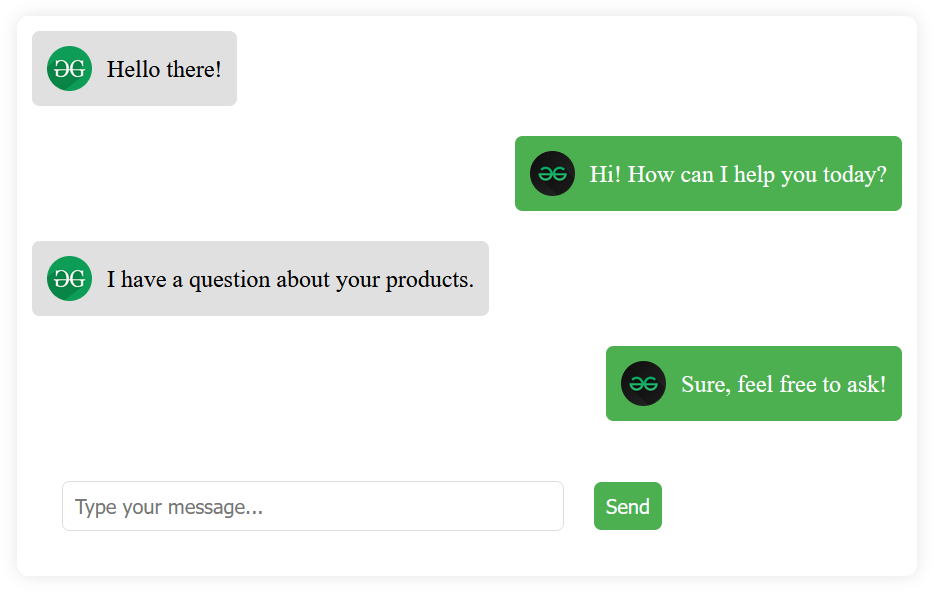 Hello there!
Hi! How can I help you today?
I have a question about your products.
Sure, feel free to ask!
Type your message...
Send